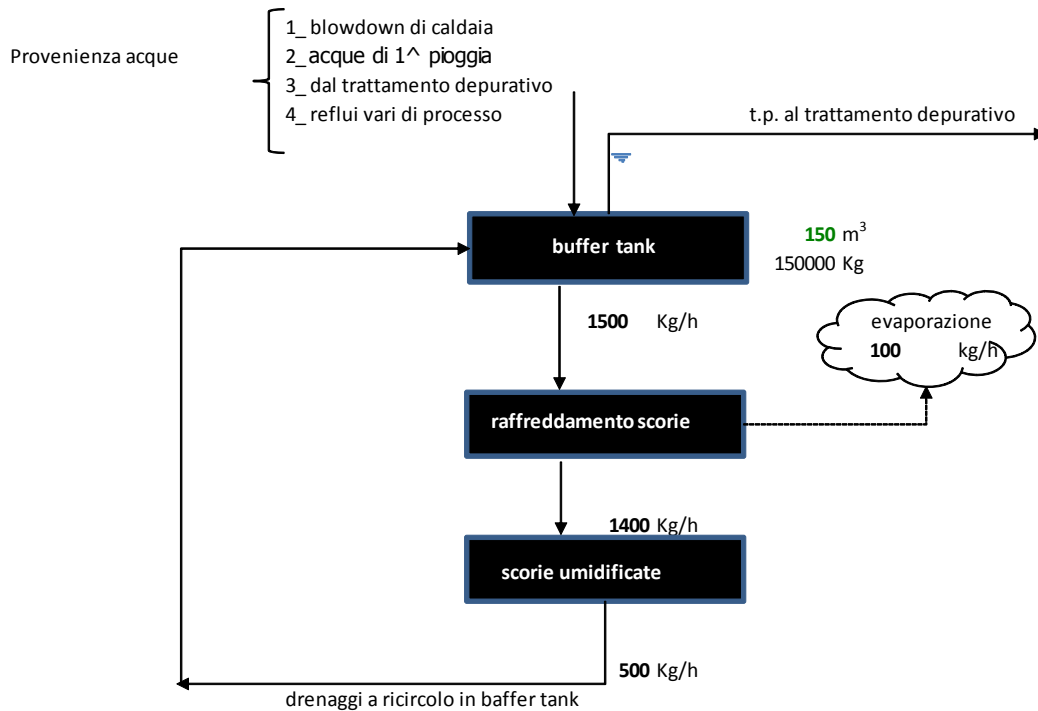 1_ blowdown di caldaia
Provenienza acque
2_ acque di 1^ pioggia
3_ dal trattamento depurativo
4_ reflui vari di processo
t.p. al trattamento depurativo
buffer tank
150 m³
150000 Kg
1500 Kg/h
evaporazione
100 kg/h
raffreddamento scorie
1400 Kg/h
scorie umidificate
500 Kg/h
drenaggi a ricircolo in baffer tank